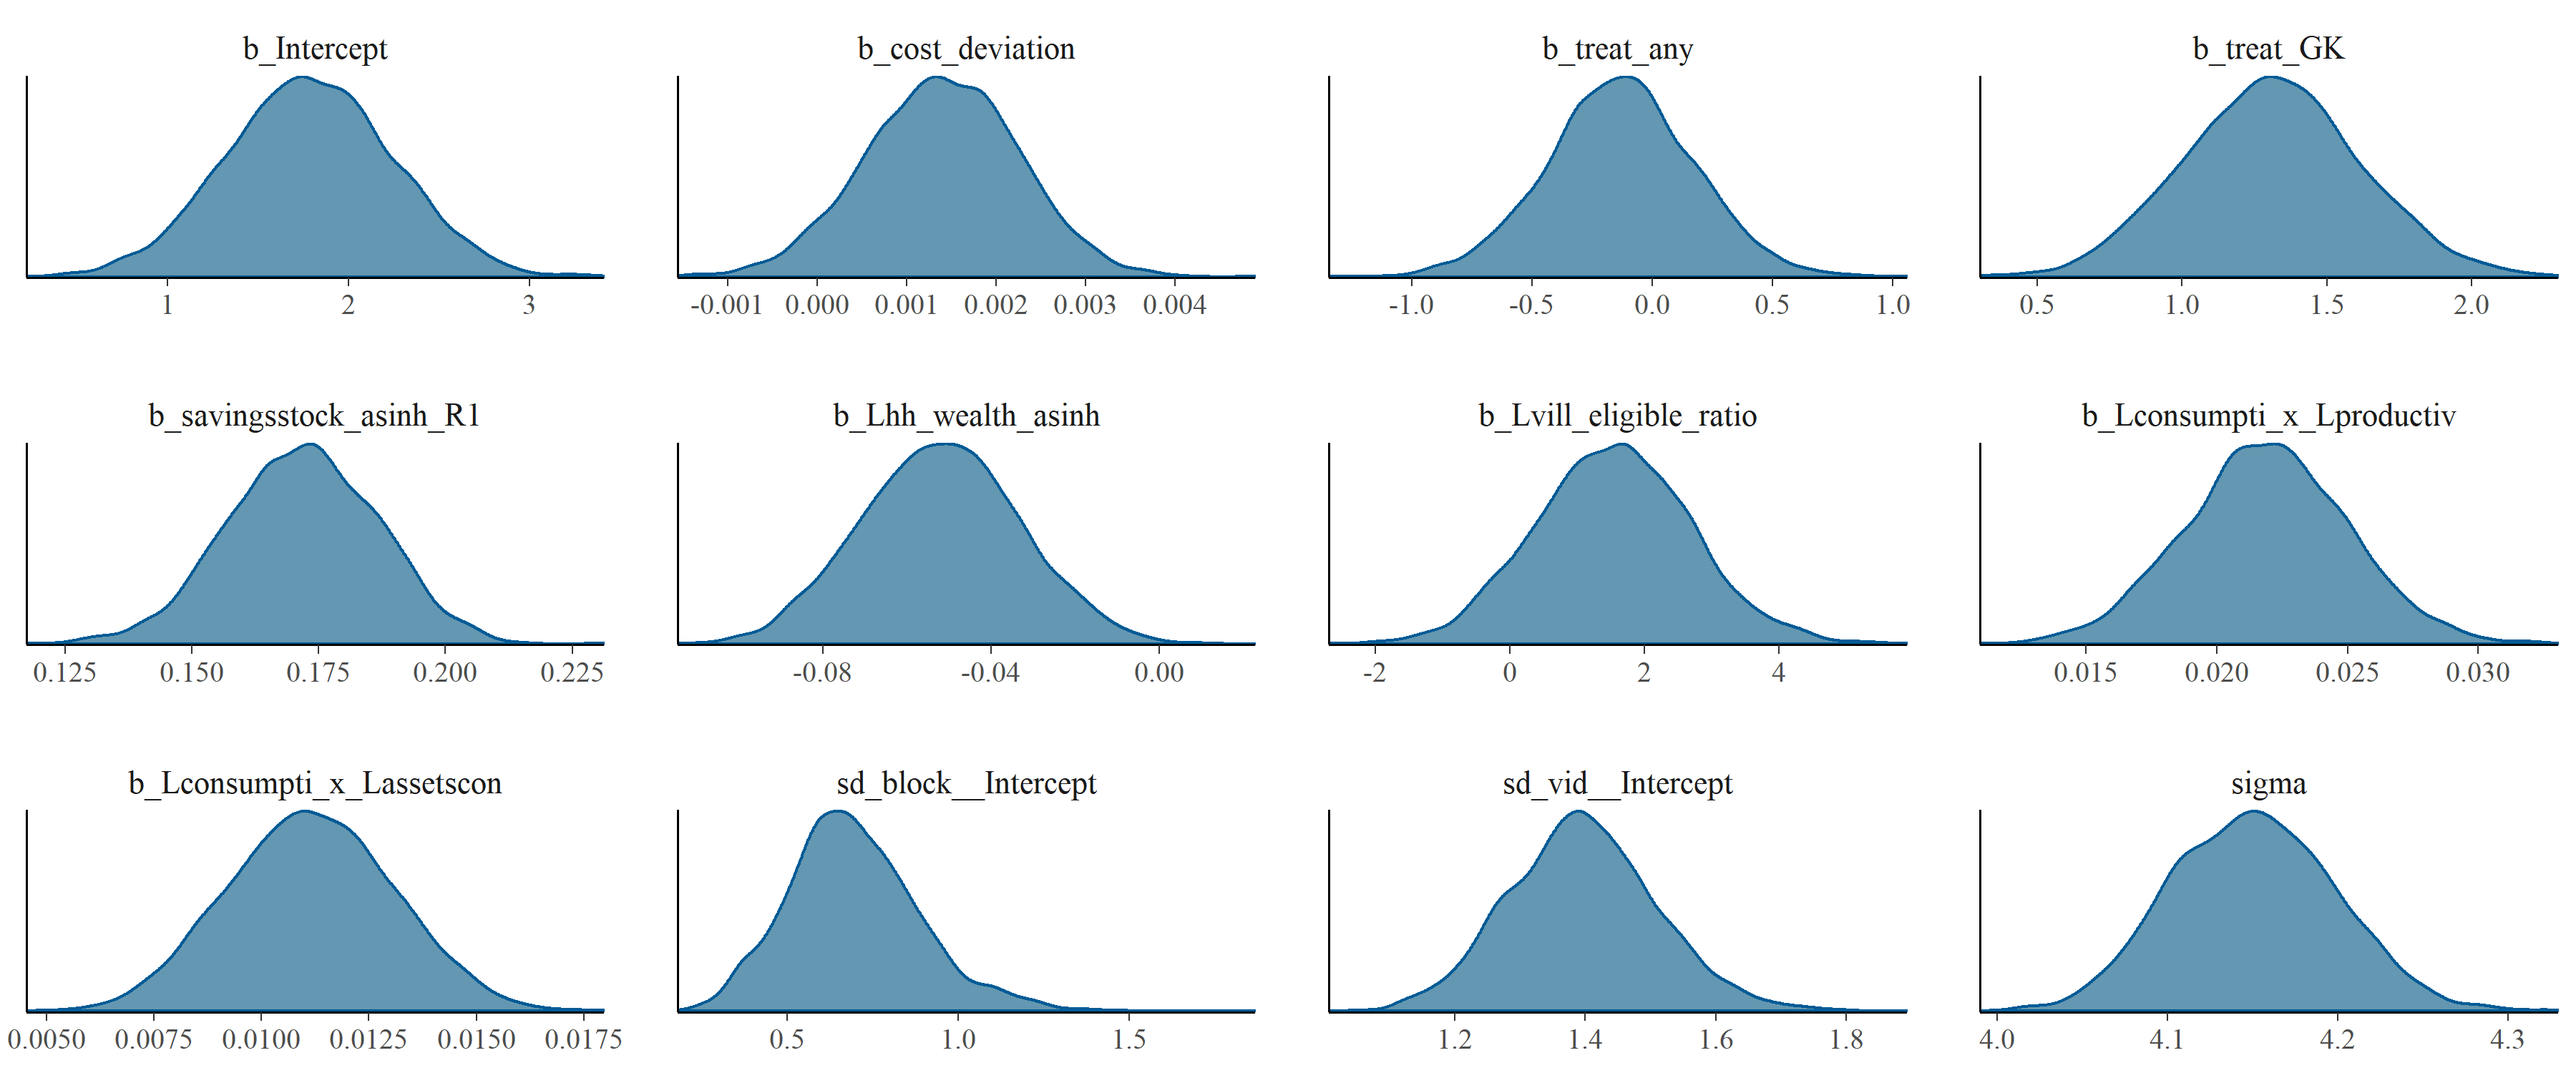 b_Intercept b_cost_deviation b_treat_any b_treat_GK
1 2 3 -0.001 0.000 0.001 0.002 0.003 0.004 -1.0 -0.5 0.0 0.5 1.0 0.5 1.0 1.5 2.0
b_savingsstock_asinh_R1 b_Lhh_wealth_asinh b_Lvill_eligible_ratio b_Lconsumpti_x_Lproductiv
0.125 0.150 0.175 0.200 0.225 -0.08 -0.04 0.00 -2 0 2 4 0.015 0.020 0.025 0.030
b_Lconsumpti_x_Lassetscon sd_block__Intercept sd_vid__Intercept sigma
0.0050 0.0075 0.0100 0.0125 0.0150 0.0175 0.5 1.0 1.5 1.2 1.4 1.6 1.8 4.0 4.1 4.2 4.3